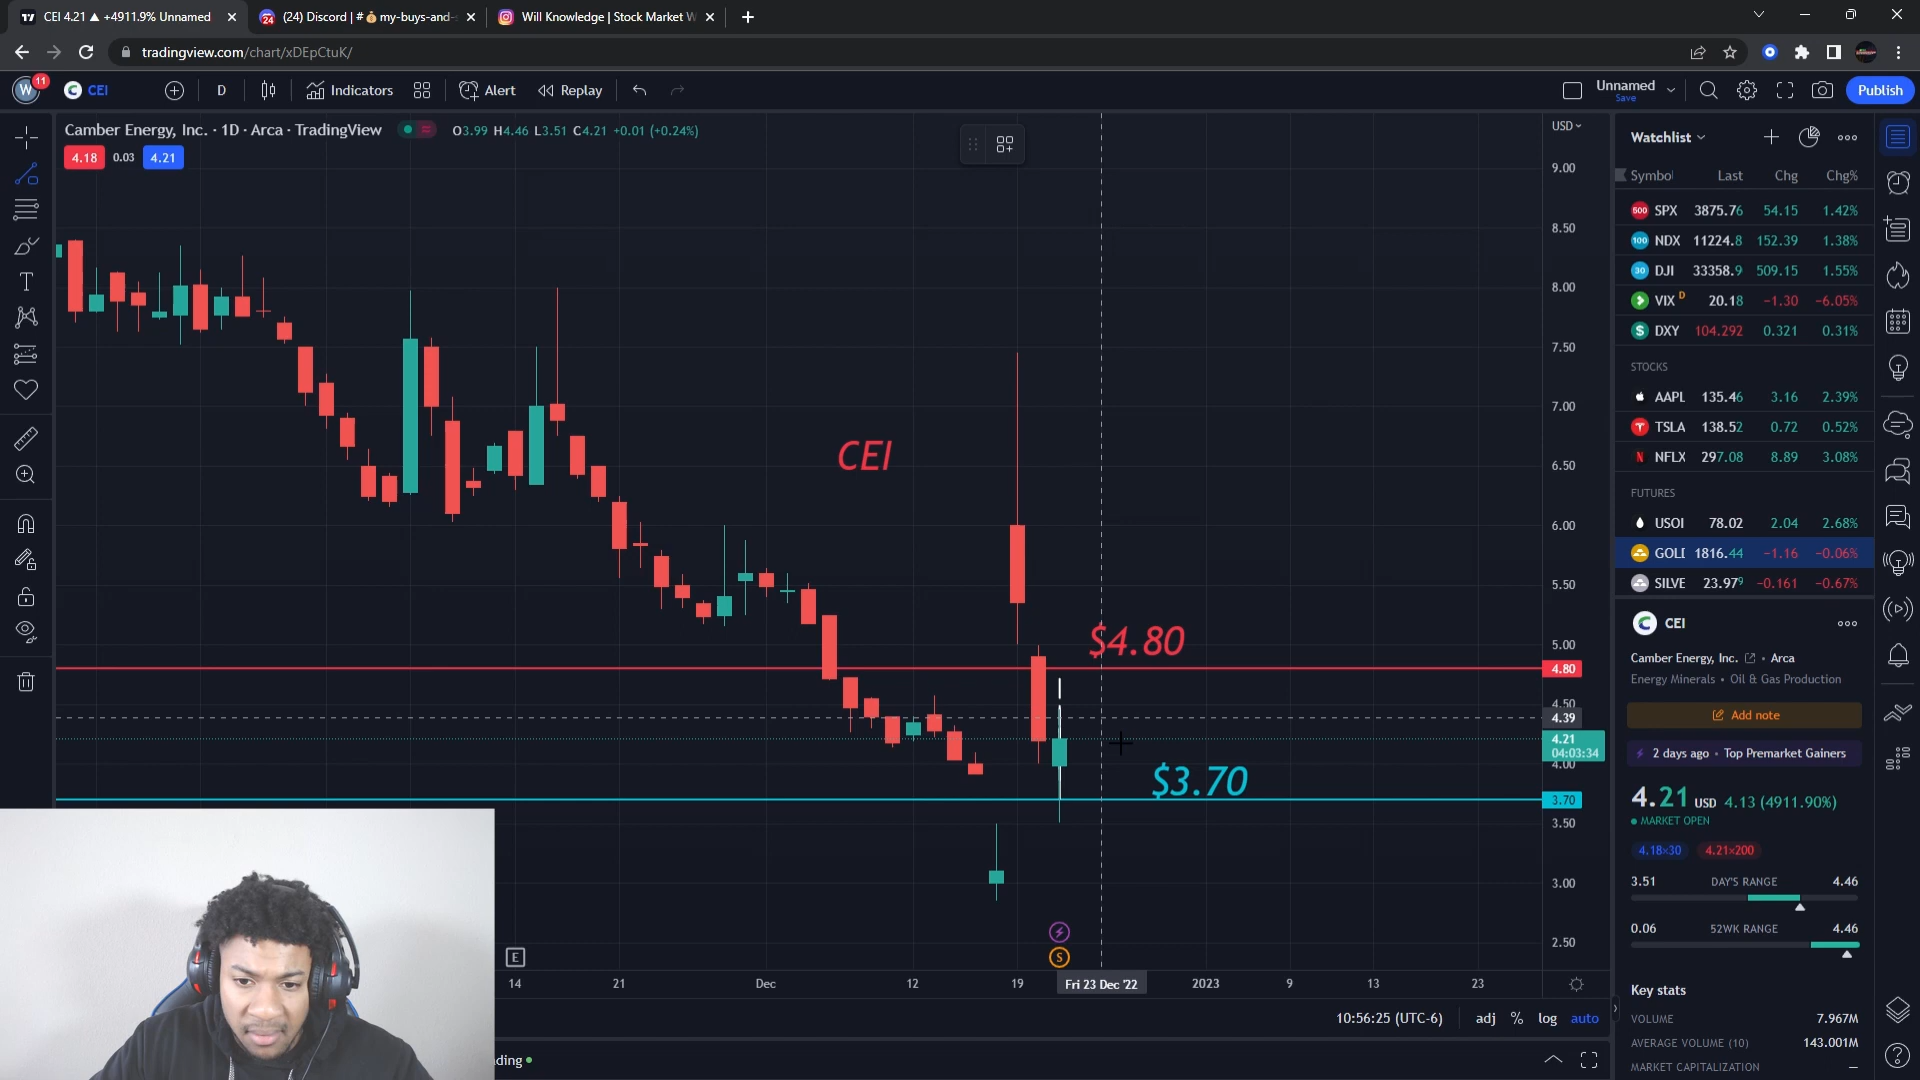 CEI 4.21 ▲ +4911.9% Unnamed
(24) Discord | #💰my-buys-and-
Will Knowledge | Stock Market W
tradingview.com/chart/xDEpCtuK/
W 11 CEI D Indicators Alert Replay Unnamed Save Publish
Camber Energy, Inc. · 1D · Arca · TradingView O3.99 H4.46 L3.51 C4.21 +0.01 (+0.24%)
4.18 0.03 4.21
USD
9.00
8.50
8.00
7.50
7.00
6.50
6.00
5.50
5.00
4.80
4.50
4.39
4.21
04:03:34
4.00
3.70
3.50
3.00
2.50
CEI
$4.80
$3.70
E
S
14 21 Dec 12 19 Fri 23 Dec '22 2023 9 13 23
10:56:25 (UTC-6) adj % log auto
ding
Watchlist
Symbol Last Chg Chg%
500 SPX 3875.76 54.15 1.42%
100 NDX 11224.8 152.39 1.38%
30 DJI 33358.9 509.15 1.55%
VIX D 20.18 −1.30 −6.05%
DXY 104.292 0.321 0.31%
STOCKS
AAPL 135.46 3.16 2.39%
TSLA 138.52 0.72 0.52%
NFLX 297.08 8.89 3.08%
FUTURES
USOI 78.02 2.04 2.68%
GOLI 1816.44 −1.16 −0.06%
SILVE 23.979 −0.161 −0.67%
CEI
Camber Energy, Inc. • Arca
Energy Minerals • Oil & Gas Production
Add note
2 days ago • Top Premarket Gainers
4.21 USD 4.13 (4911.90%)
MARKET OPEN
4.18×30 4.21×200
3.51 DAY'S RANGE 4.46
0.06 52WK RANGE 4.46
Key stats
VOLUME 7.967M
AVERAGE VOLUME (10) 143.001M
MARKET CAPITALIZATION —